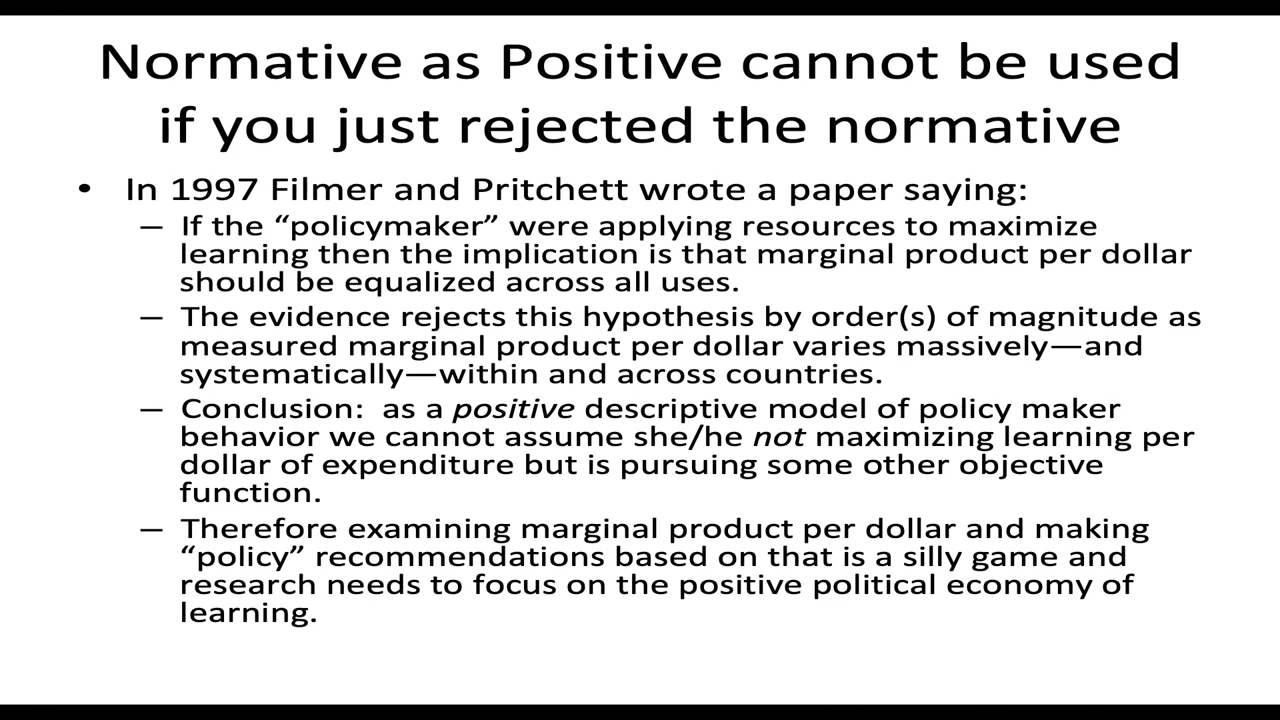 Normative as Positive cannot be used
if you just rejected the normative
• In 1997 Filmer and Pritchett wrote a paper saying:
— If the “policymaker” were applying resources to maximize
learning then the implication is that marginal product per dollar
should be equalized across all uses.
— The evidence rejects this hypothesis by order(s) of magnitude as
measured marginal product per dollar varies massively—and
systematically—within and across countries.
— Conclusion: as a positive descriptive model of policy maker
behavior we cannot assume she/he not maximizing learning per
dollar of expenditure but is pursuing some other objective
function.
— Therefore examining marginal product per dollar and making
“policy” recommendations based on that is a silly game and
research needs to focus on the positive political economy of
learning.